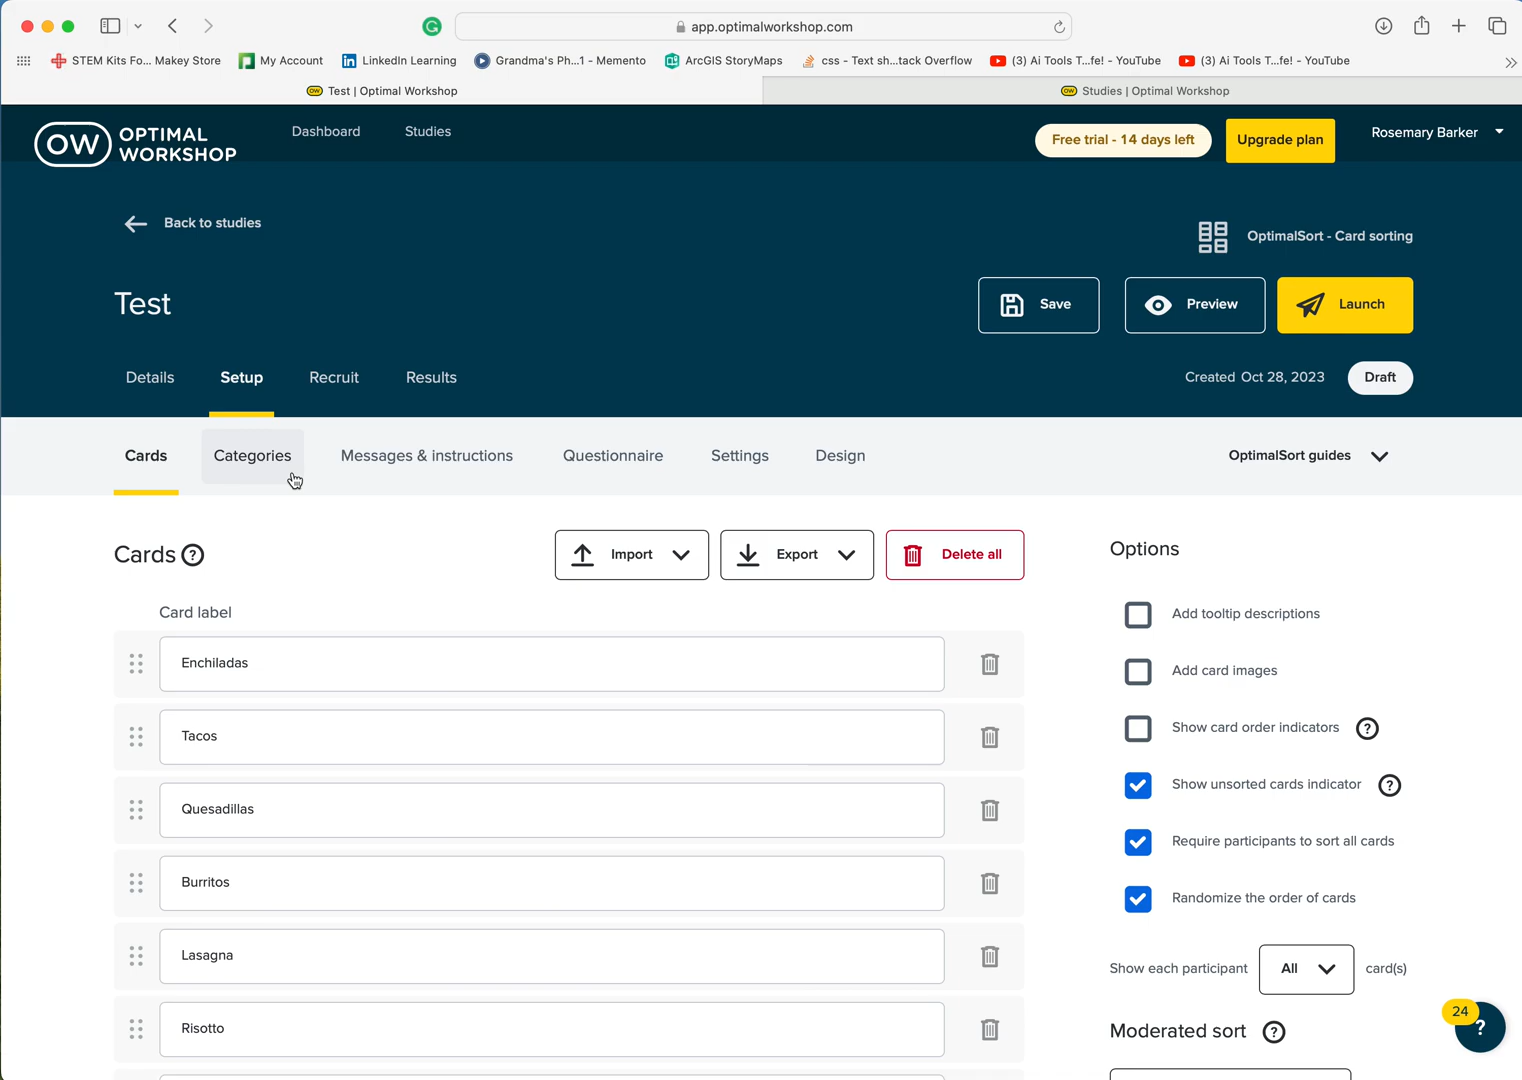 app.optimalworkshop.com
STEM Kits Fo... Makey Store
My Account
LinkedIn Learning
Grandma's Ph...1 - Memento
ArcGIS StoryMaps
css - Text sh...tack Overflow
(3) Ai Tools T...fe! - YouTube
(3) Ai Tools T...fe! - YouTube
OW Test | Optimal Workshop
OW Studies | Optimal Workshop
OW OPTIMAL WORKSHOP
Dashboard
Studies
Free trial - 14 days left
Upgrade plan
Rosemary Barker
Back to studies
OptimalSort - Card sorting
Test
Save
Preview
Launch
Details
Setup
Recruit
Results
Created Oct 28, 2023
Draft
Cards
Categories
Messages & instructions
Questionnaire
Settings
Design
OptimalSort guides
Cards ?
Import
Export
Delete all
Options
Card label
Add tooltip descriptions
Enchiladas
Add card images
Tacos
Show card order indicators ?
Quesadillas
Show unsorted cards indicator ?
Require participants to sort all cards
Burritos
Randomize the order of cards
Lasagna
Show each participant All card(s)
Risotto
Moderated sort ?
24
?